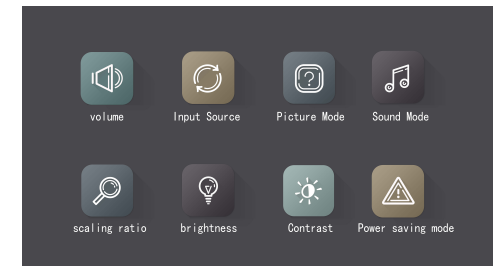 volume
Input Source
Picture Mode
Sound Mode
scaling ratio
brightness
Contrast
Power saving mode